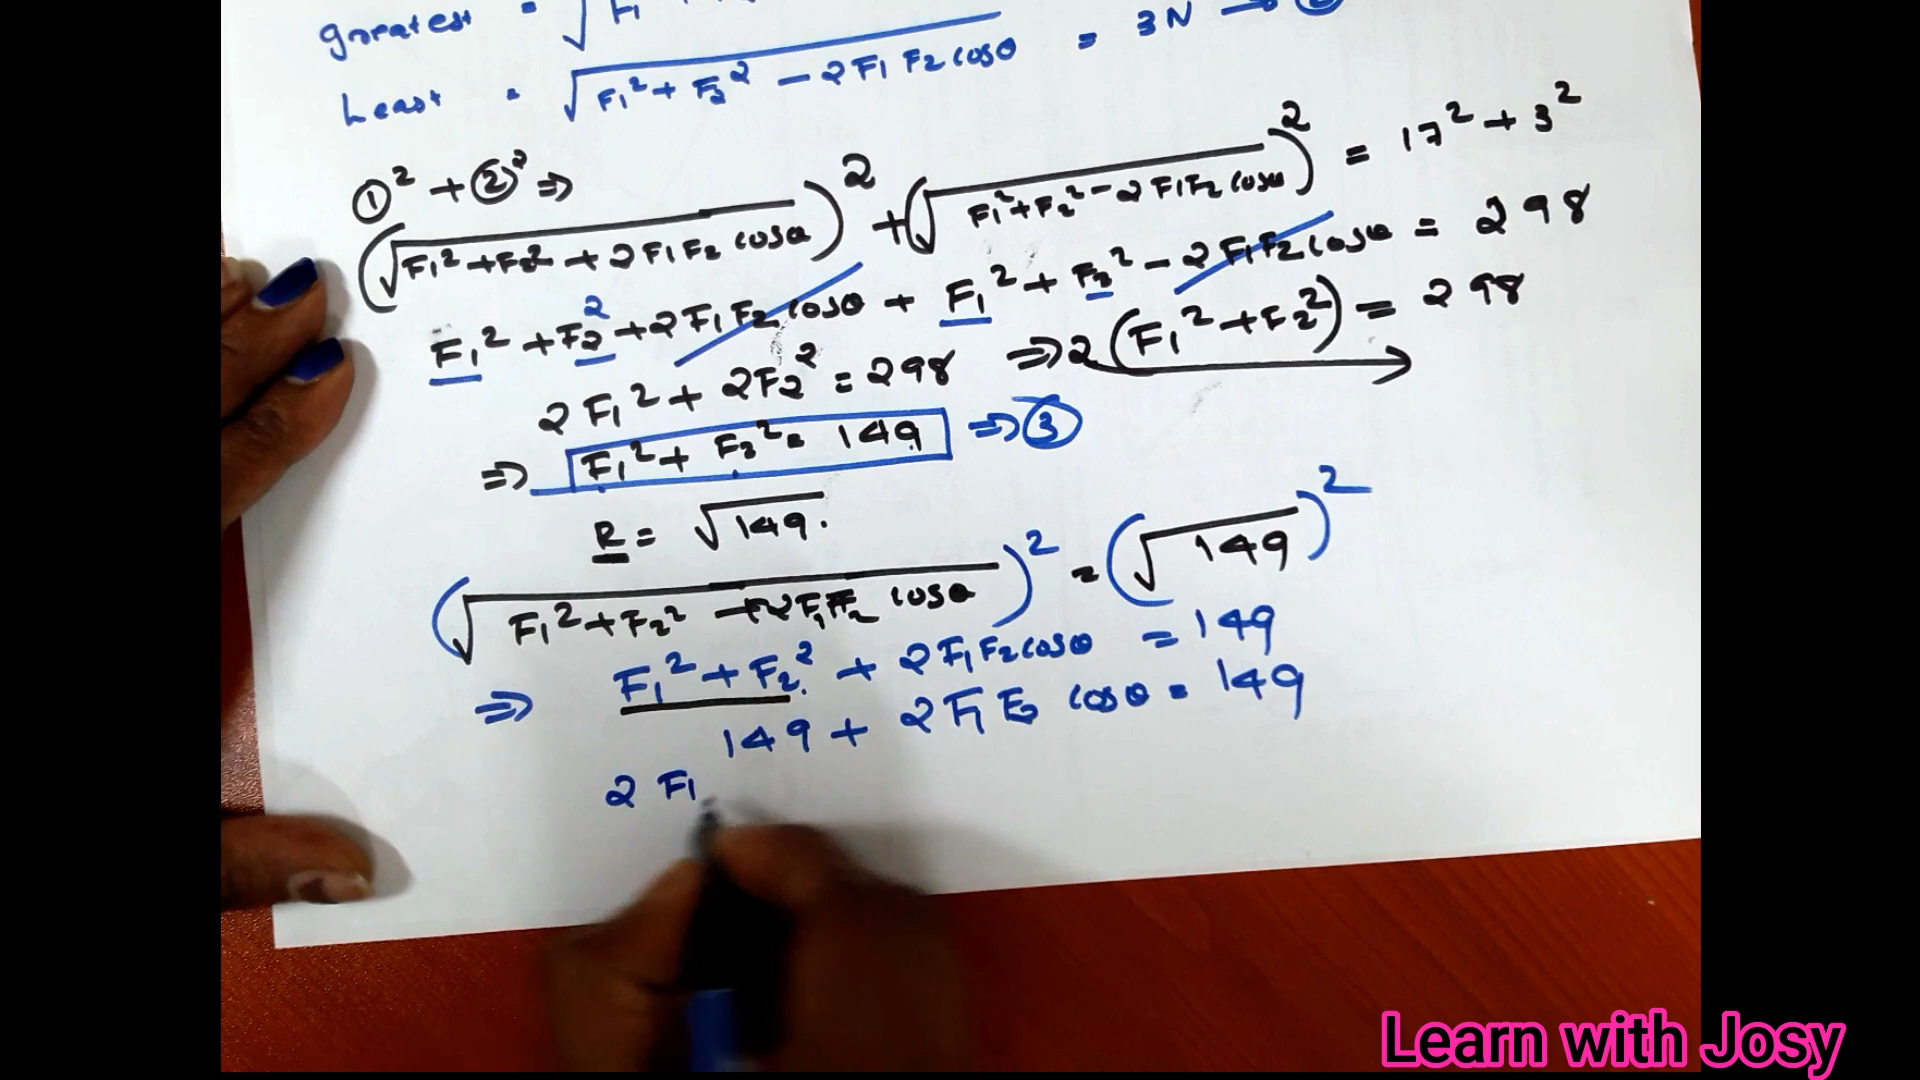 greatest = √F₁
Least = √F₁² + F₂² - 2F₁ F₂ cosθ = 3N →
①² + ②² ⇒
(√F₁² + F₂² + 2F₁F₂ cosθ)² + (√F₁² + F₂² - 2F₁F₂ cosθ)² = 17² + 3²
F₁² + F₂² + 2F₁F₂ cosθ + F₁² + F₂² - 2F₁F₂ cosθ = 298
2F₁² + 2F₂² = 298 ⇒ 2(F₁² + F₂²) = 298
⇒ F₁² + F₂² = 149 ⇒ ③
R = √149.
(√F₁² + F₂² + 2F₁F₂ cosθ)² = (√149)²
⇒ F₁² + F₂² + 2F₁F₂ cosθ = 149
149 + 2F₁F₂ cosθ = 149
2 F₁
Learn with Josy